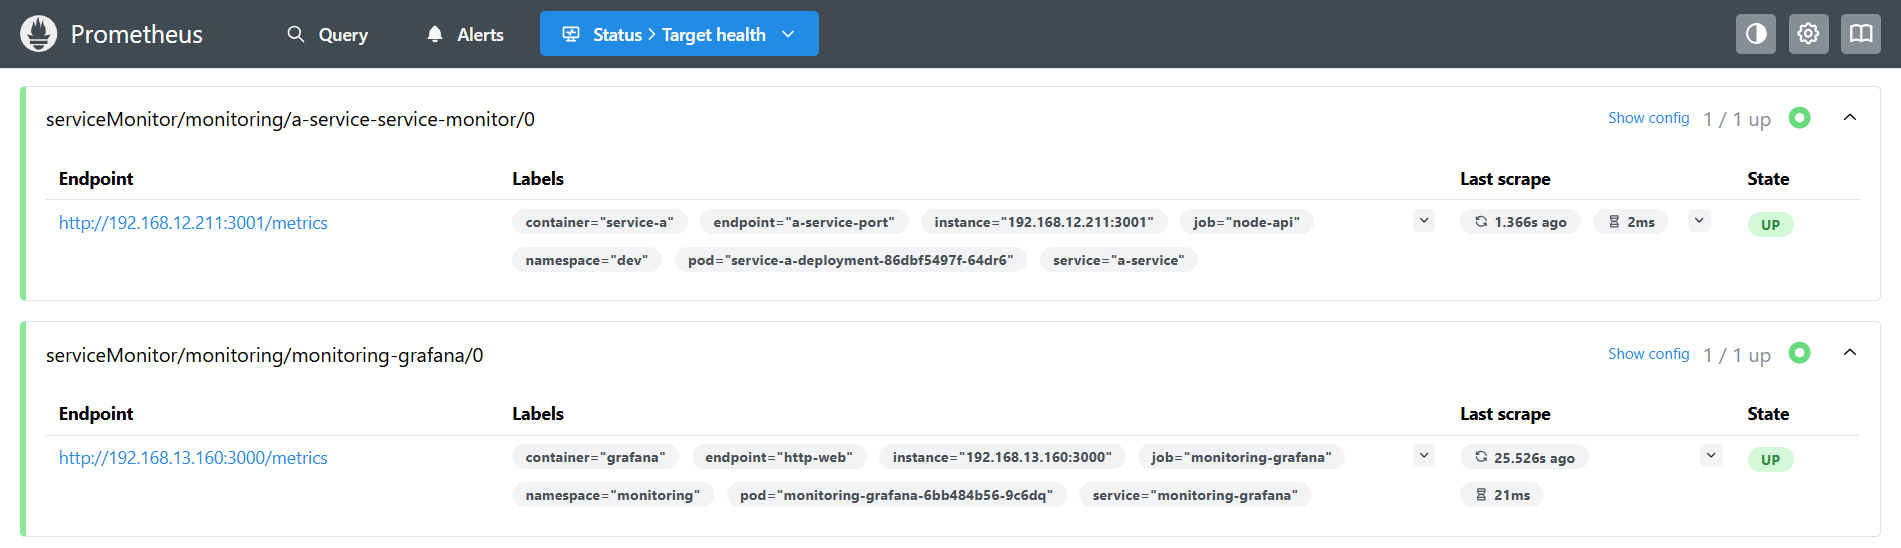 Prometheus Query Alerts Status > Target health
serviceMonitor/monitoring/a-service-service-monitor/0 Show config 1 / 1 up
Endpoint Labels Last scrape State
http://192.168.12.211:3001/metrics container="service-a" endpoint="a-service-port" instance="192.168.12.211:3001" job="node-api" 1.366s ago 2ms UP
namespace="dev" pod="service-a-deployment-86dbf5497f-64dr6" service="a-service"
serviceMonitor/monitoring/monitoring-grafana/0 Show config 1 / 1 up
Endpoint Labels Last scrape State
http://192.168.13.160:3000/metrics container="grafana" endpoint="http-web" instance="192.168.13.160:3000" job="monitoring-grafana" 25.526s ago UP
namespace="monitoring" pod="monitoring-grafana-6bb484b56-9c6dq" service="monitoring-grafana" 21ms